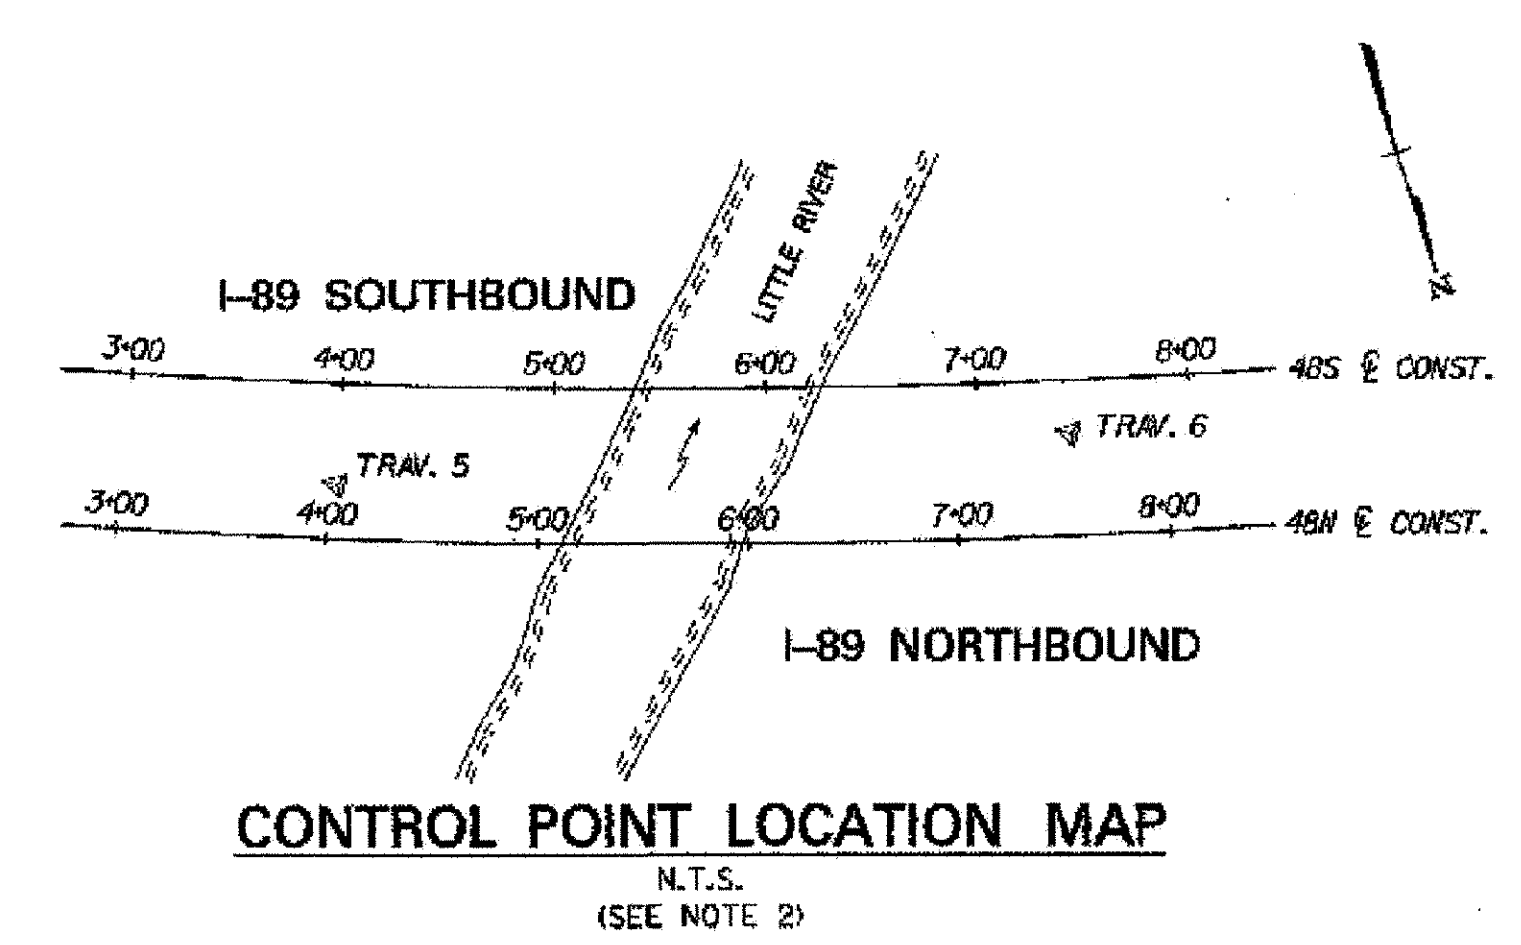 LITTLE RIVER
I-89 SOUTHBOUND
N
3+00 4+00 5+00 6+00 7+00 8+00
48S ℄ CONST.
TRAV. 6
TRAV. 5
3+00 4+00 5+00 6+00 7+00 8+00
48N ℄ CONST.
I-89 NORTHBOUND
CONTROL POINT LOCATION MAP
N.T.S.
(SEE NOTE 2)